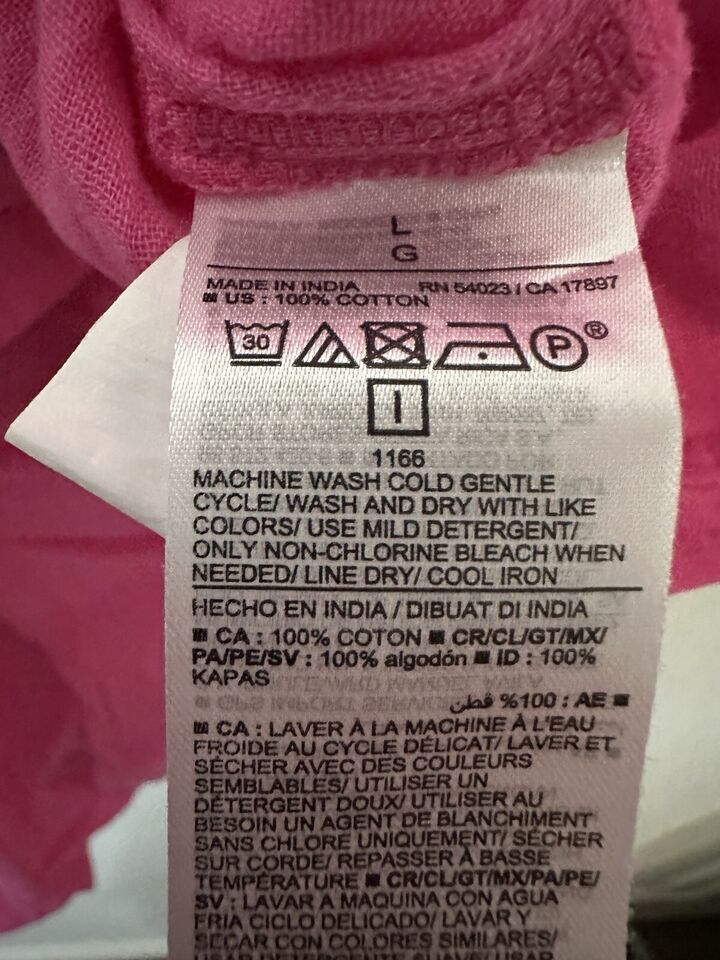 L
G
MADE IN INDIA RN 54023 / CA 17897
US : 100% COTTON
30 P ®
I
1166
MACHINE WASH COLD GENTLE
CYCLE/ WASH AND DRY WITH LIKE
COLORS/ USE MILD DETERGENT/
ONLY NON-CHLORINE BLEACH WHEN
NEEDED/ LINE DRY/ COOL IRON
HECHO EN INDIA / DIBUAT DI INDIA
CA : 100% COTON ■ CR/CL/GT/MX/
PA/PE/SV : 100% algodón ■ ID : 100%
KAPAS
■ AE : 100% قطن
CA : LAVER À LA MACHINE À L'EAU
FROIDE AU CYCLE DÉLICAT/ LAVER ET
SÉCHER AVEC DES COULEURS
SEMBLABLES/ UTILISER UN
DÉTERGENT DOUX/ UTILISER AU
BESOIN UN AGENT DE BLANCHIMENT
SANS CHLORE UNIQUEMENT/ SÉCHER
SUR CORDE/ REPASSER À BASSE
TEMPÉRATURE ■ CR/CL/GT/MX/PA/PE/
SV : LAVAR A MAQUINA CON AGUA
FRIA CICLO DELICADO/ LAVAR Y
SECAR CON COLORES SIMILARES/
USAR DETERGENTE SUAVE/USAR